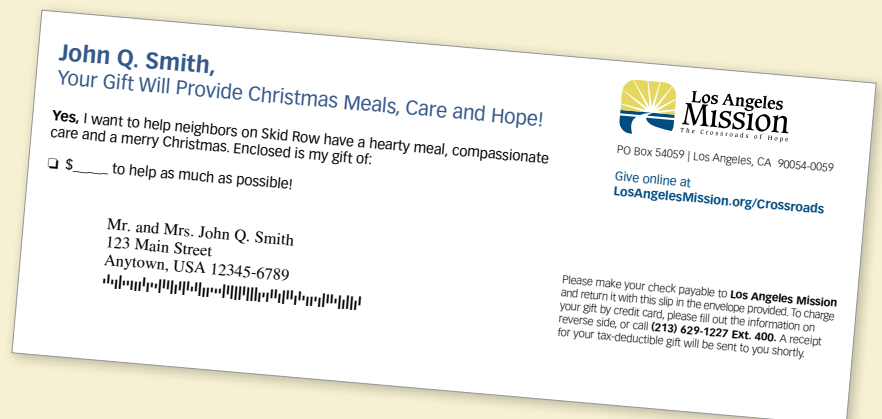 John Q. Smith,
Your Gift Will Provide Christmas Meals, Care and Hope!
Yes, I want to help neighbors on Skid Row have a hearty meal, compassionate
care and a merry Christmas. Enclosed is my gift of:
❏ $_____ to help as much as possible!
Mr. and Mrs. John Q. Smith
123 Main Street
Anytown, USA 12345-6789
Los Angeles
Mission
The Crossroads of Hope
PO Box 54059 | Los Angeles, CA 90054-0059
Give online at
LosAngelesMission.org/Crossroads
Please make your check payable to Los Angeles Mission
and return it with this slip in the envelope provided. To charge
your gift by credit card, please fill out the information on
reverse side, or call (213) 629-1227 Ext. 400. A receipt
for your tax-deductible gift will be sent to you shortly.